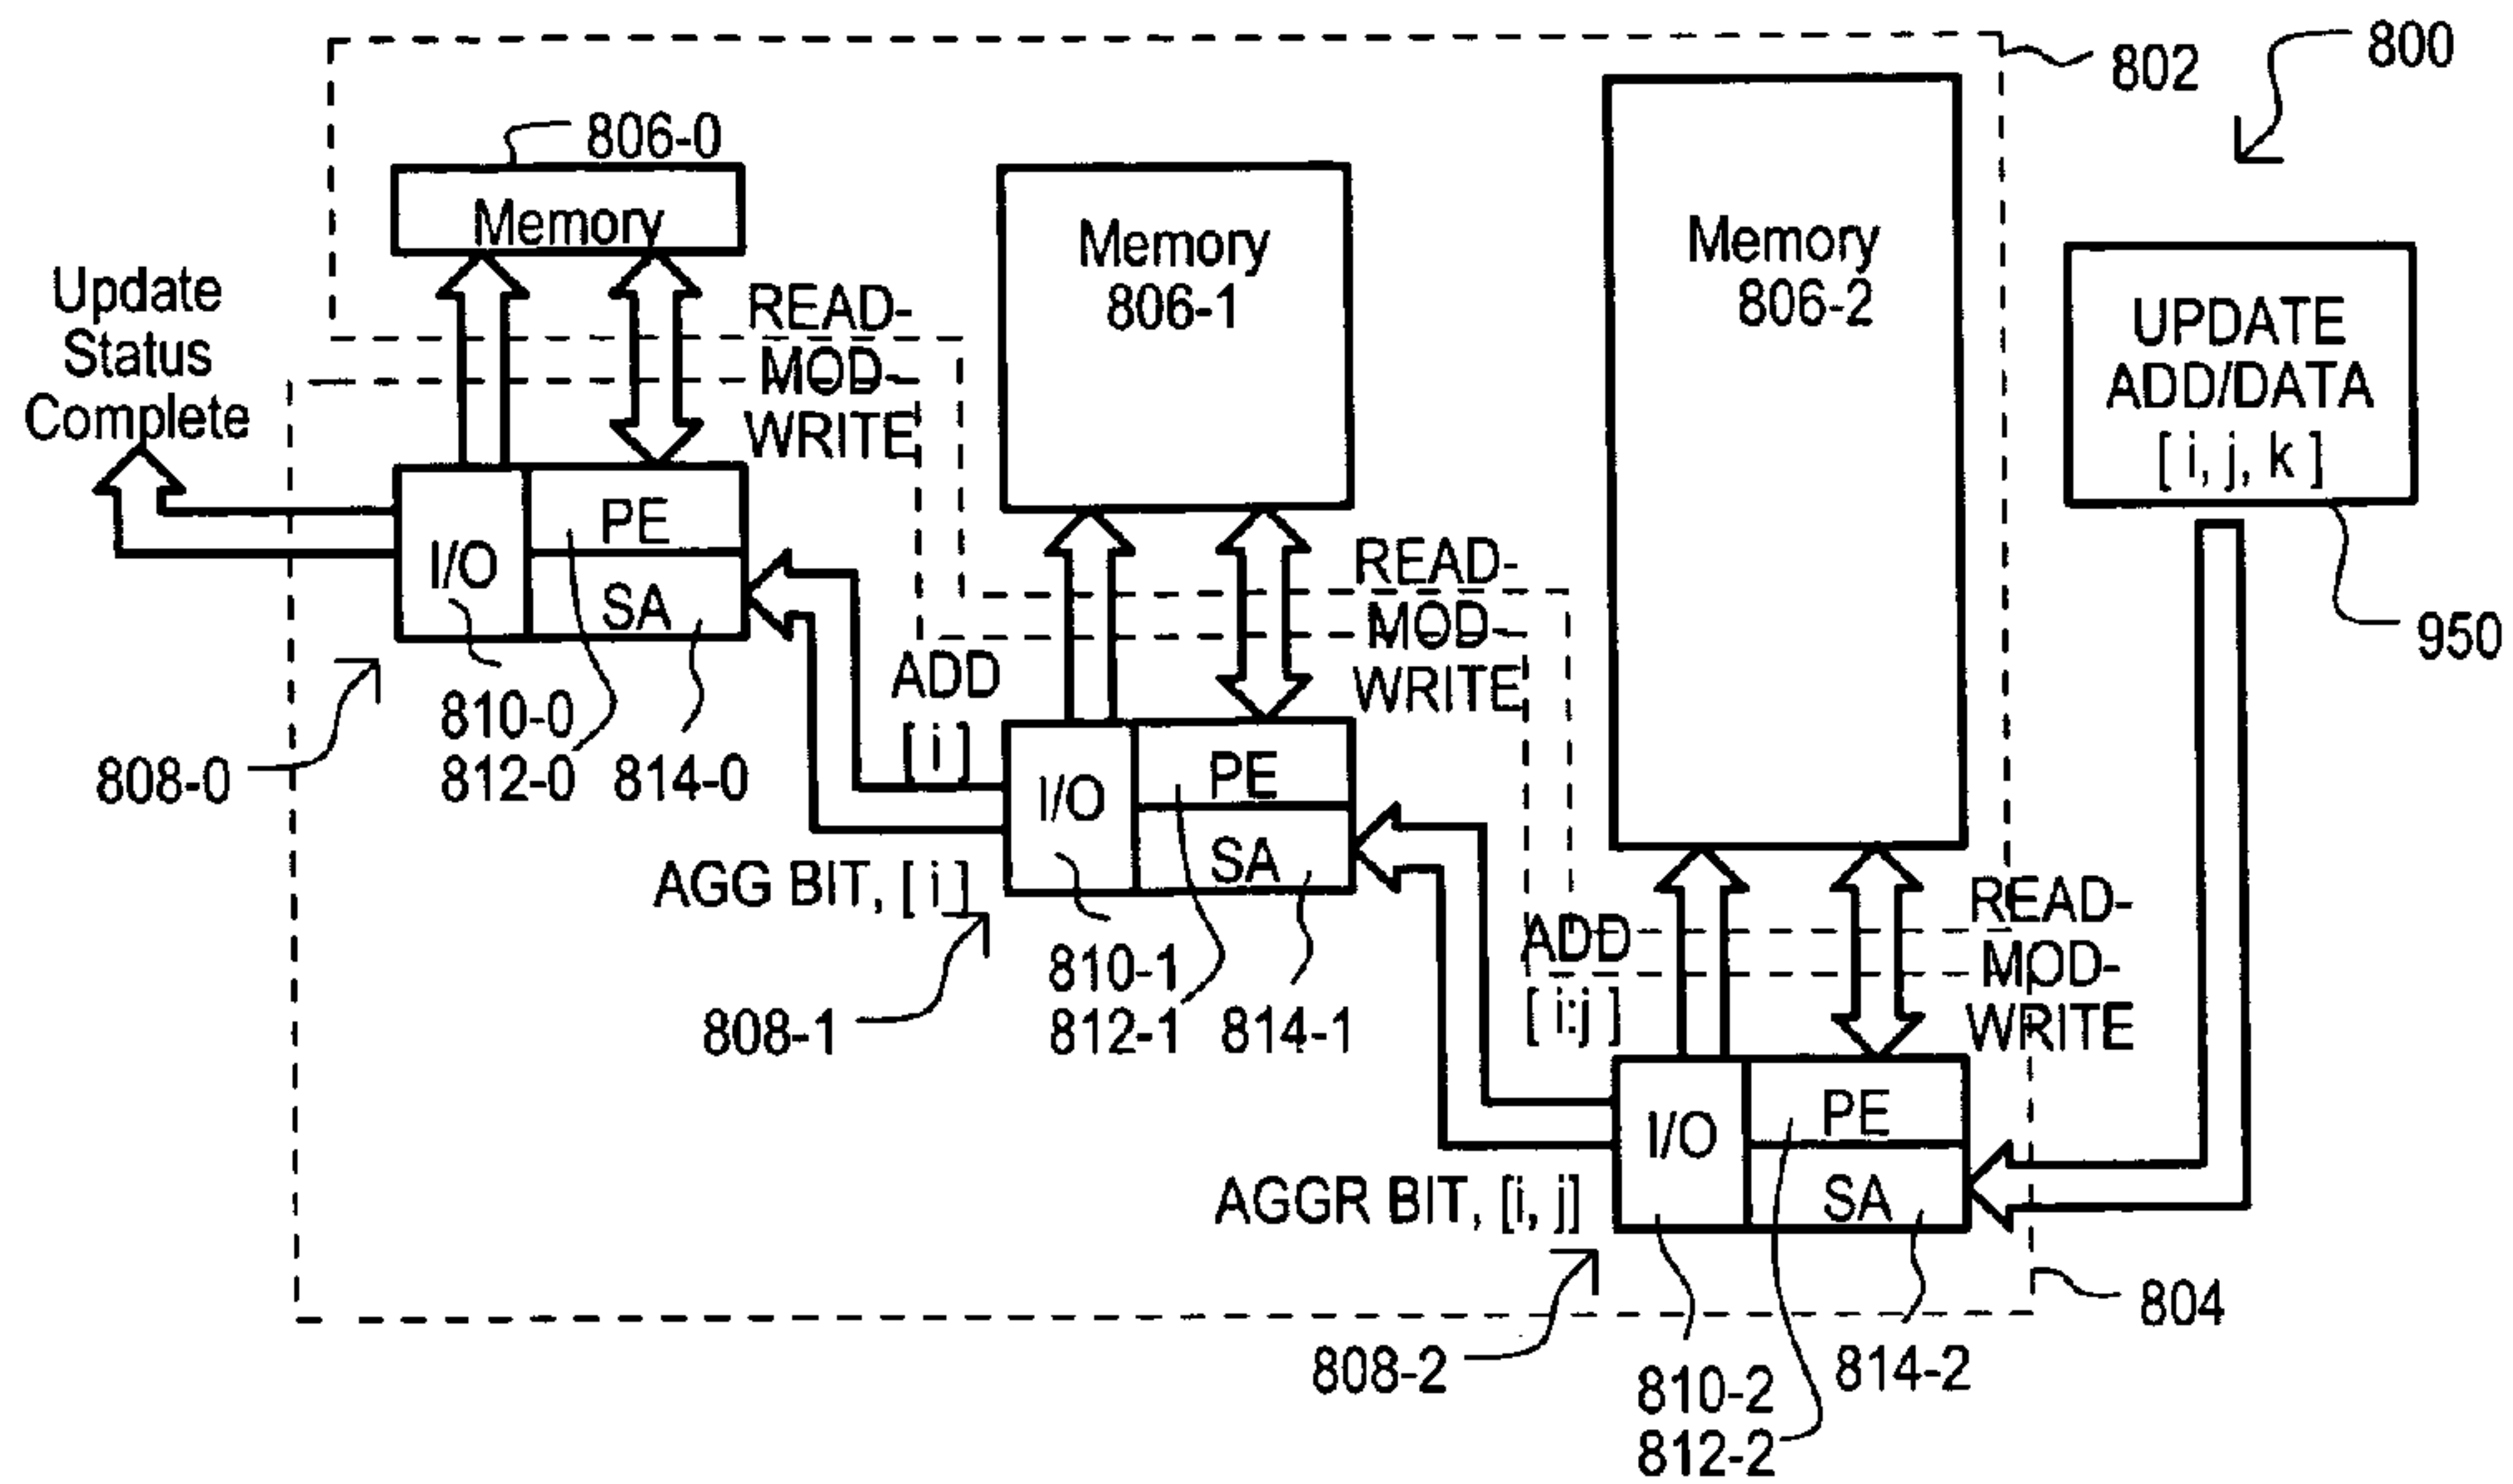 800
802
806-0
Memory
Memory
806-1
Memory
806-2
UPDATE
ADD/DATA
[ i, j, k ]
950
Update
Status
Complete
READ-
MOD-
WRITE
I/O
PE
SA
READ-
MOD-
WRITE
ADD
[ i ]
808-0
810-0
812-0
814-0
I/O
PE
SA
AGG BIT, [ i ]
READ-
MOD-
WRITE
ADD
[ i:j ]
808-1
810-1
812-1
814-1
I/O
PE
SA
AGGR BIT, [i, j]
804
808-2
810-2
812-2
814-2